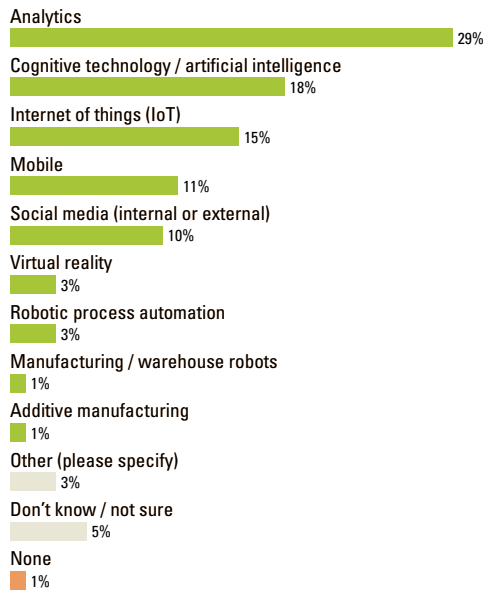 Analytics
29%
Cognitive technology / artificial intelligence
18%
Internet of things (IoT)
15%
Mobile
11%
Social media (internal or external)
10%
Virtual reality
3%
Robotic process automation
3%
Manufacturing / warehouse robots
1%
Additive manufacturing
1%
Other (please specify)
3%
Don’t know / not sure
5%
None
1%